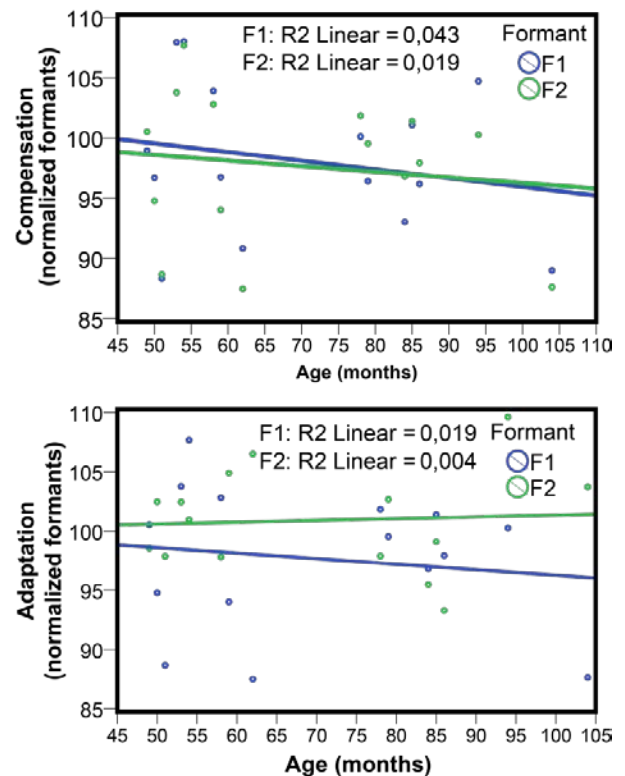 110
105
100
95
90
85
Compensation
(normalized formants)
F1: R2 Linear = 0,043
F2: R2 Linear = 0,019
Formant
F1
F2
45 50 55 60 65 70 75 80 85 90 95 100 105 110
Age (months)
110
105
100
95
90
85
Adaptation
(normalized formants)
F1: R2 Linear = 0,019
F2: R2 Linear = 0,004
Formant
F1
F2
45 50 55 60 65 70 75 80 85 90 95 100 105
Age (months)